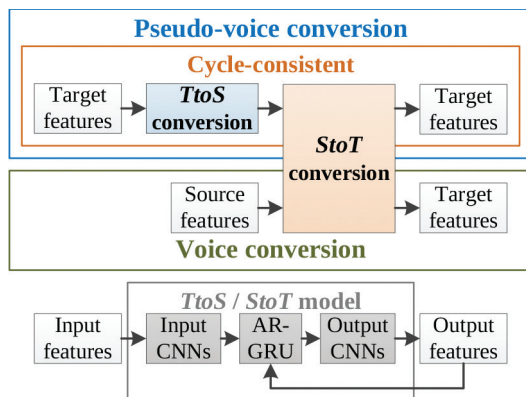 Pseudo-voice conversion
Cycle-consistent
Target features
TtoS conversion
StoT conversion
Target features
Source features
Target features
Voice conversion
TtoS / StoT model
Input features
Input CNNs
AR-GRU
Output CNNs
Output features